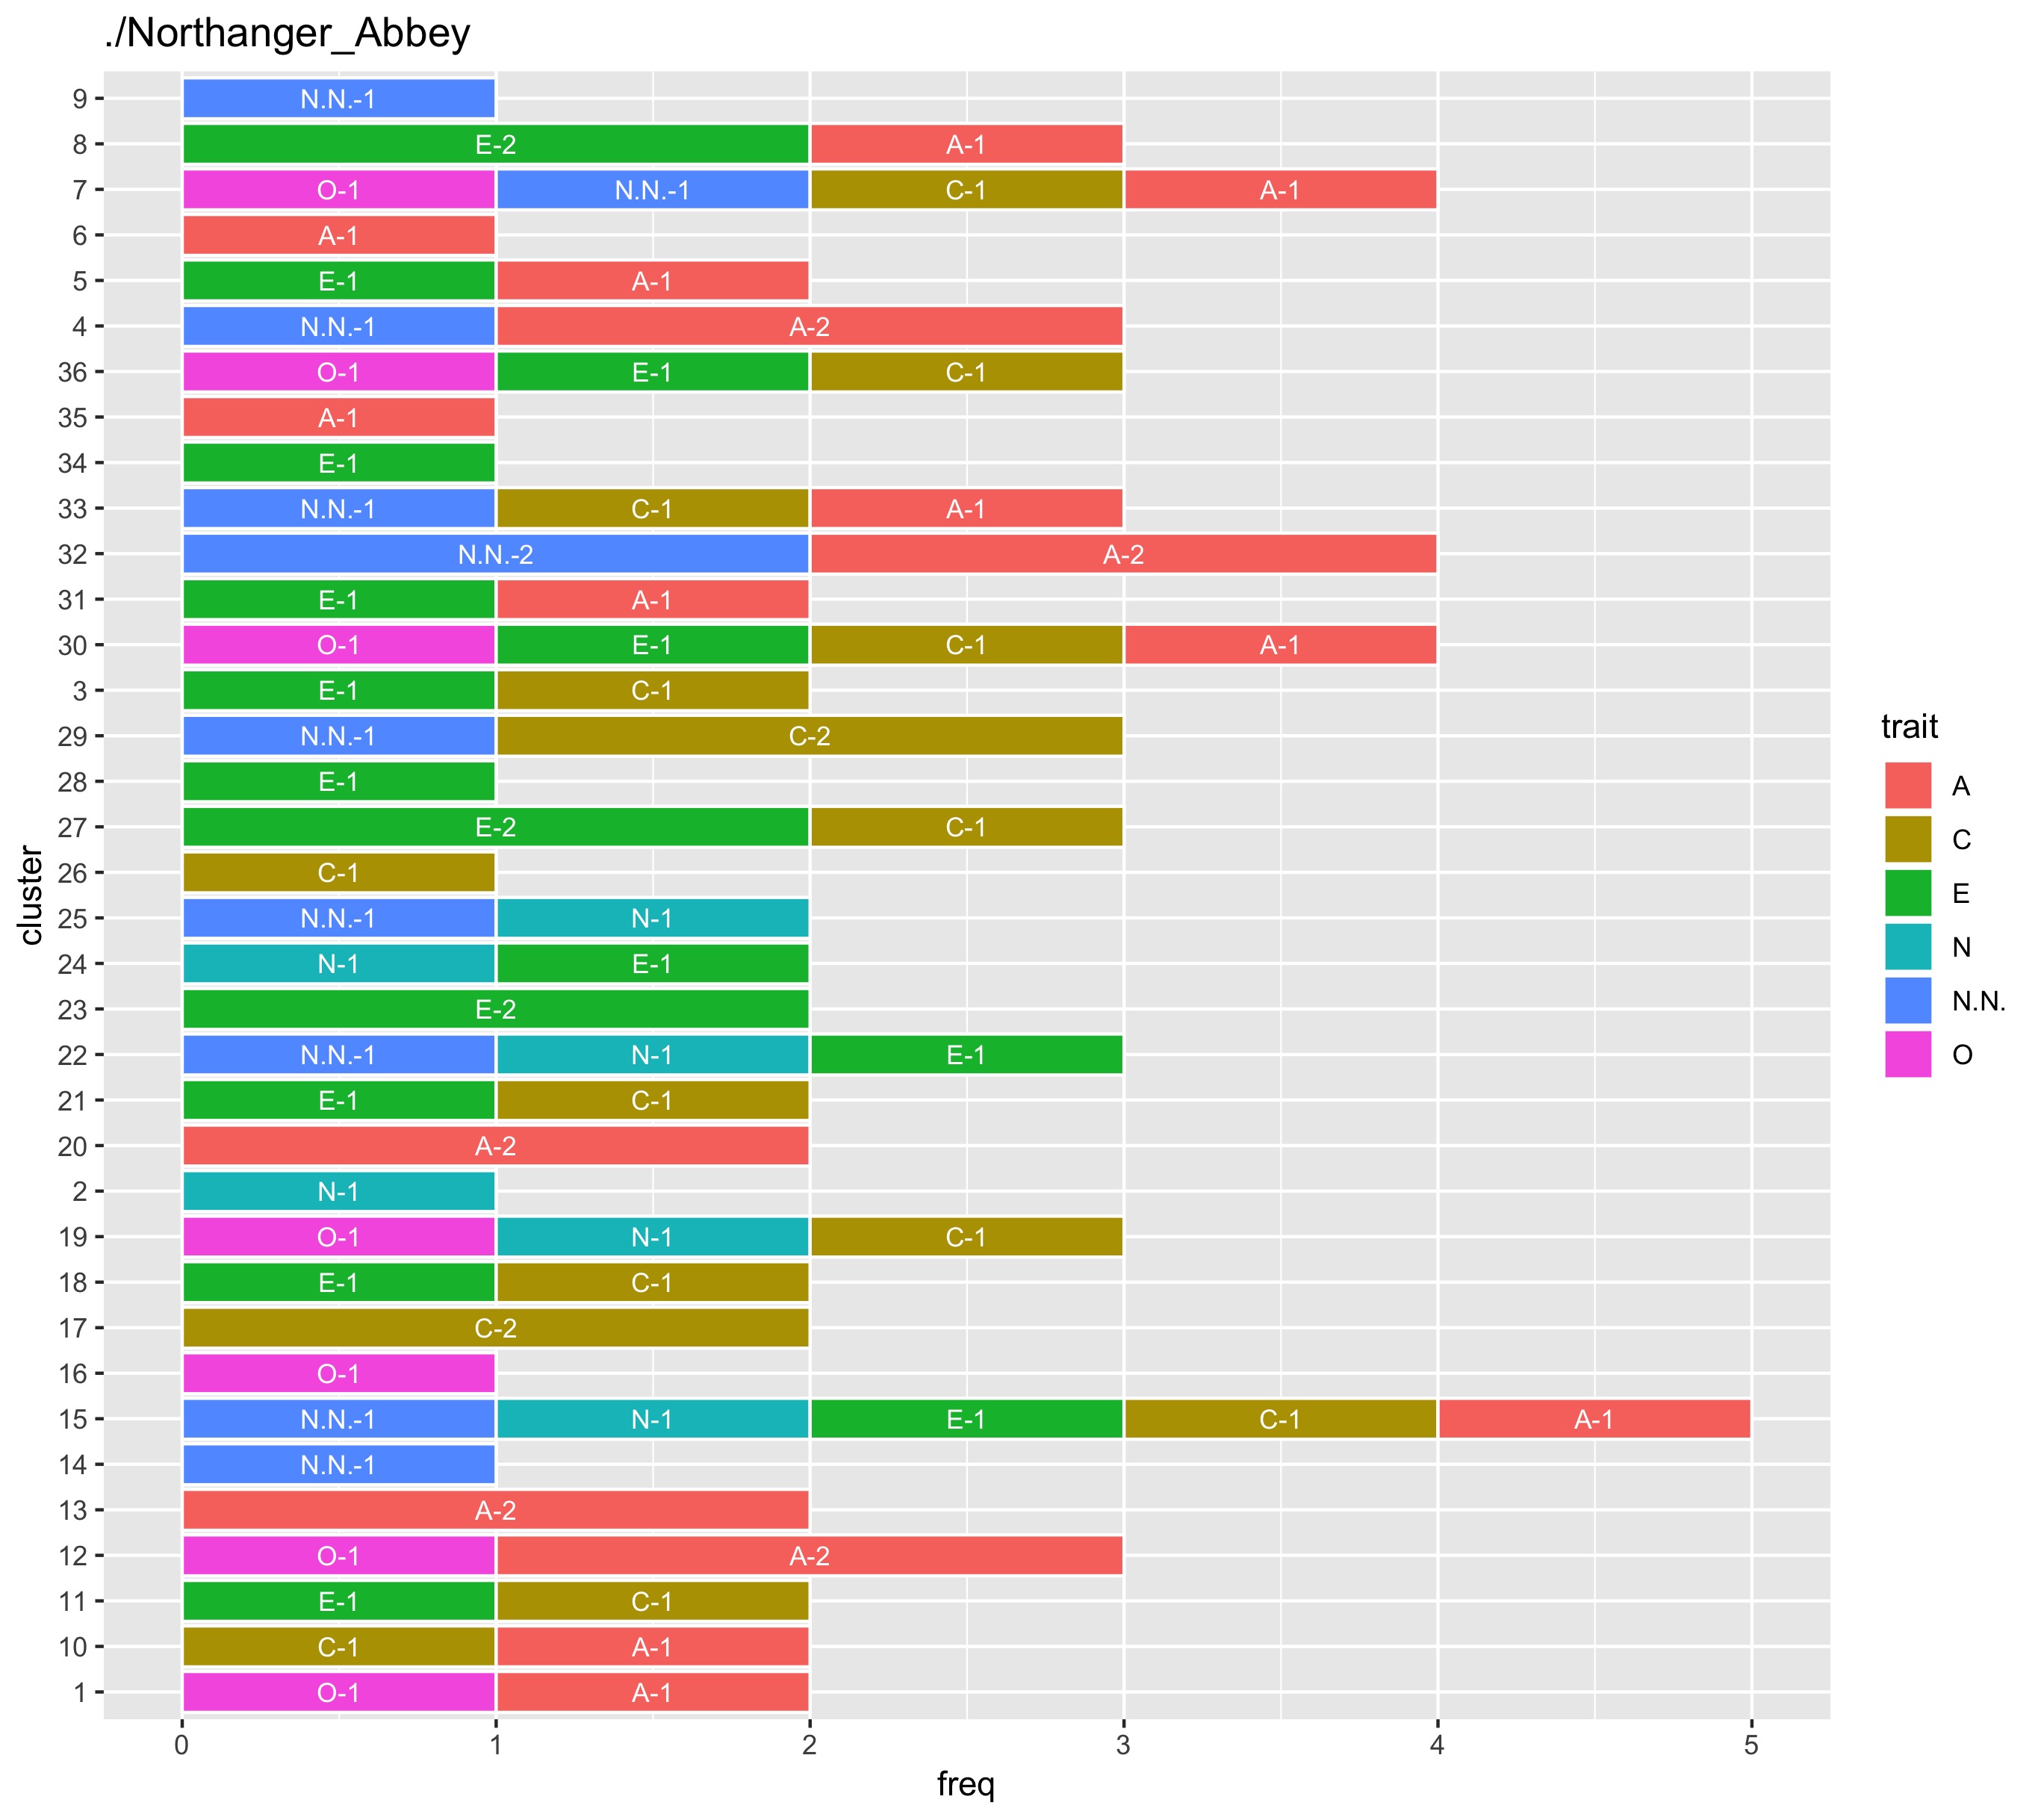 ./Northanger_Abbey
9 N.N.-1
8 E-2 A-1
7 O-1 N.N.-1 C-1 A-1
6 A-1
5 E-1 A-1
4 N.N.-1 A-2
36 O-1 E-1 C-1
35 A-1
34 E-1
33 N.N.-1 C-1 A-1
32 N.N.-2 A-2
31 E-1 A-1
30 O-1 E-1 C-1 A-1
3 E-1 C-1
29 N.N.-1 C-2
28 E-1
27 E-2 C-1
26 C-1
25 N.N.-1 N-1
24 N-1 E-1
23 E-2
22 N.N.-1 N-1 E-1
21 E-1 C-1
20 A-2
2 N-1
19 O-1 N-1 C-1
18 E-1 C-1
17 C-2
16 O-1
15 N.N.-1 N-1 E-1 C-1 A-1
14 N.N.-1
13 A-2
12 O-1 A-2
11 E-1 C-1
10 C-1 A-1
1 O-1 A-1
0 1 2 3 4 5
freq
cluster
trait
A
C
E
N
N.N.
O